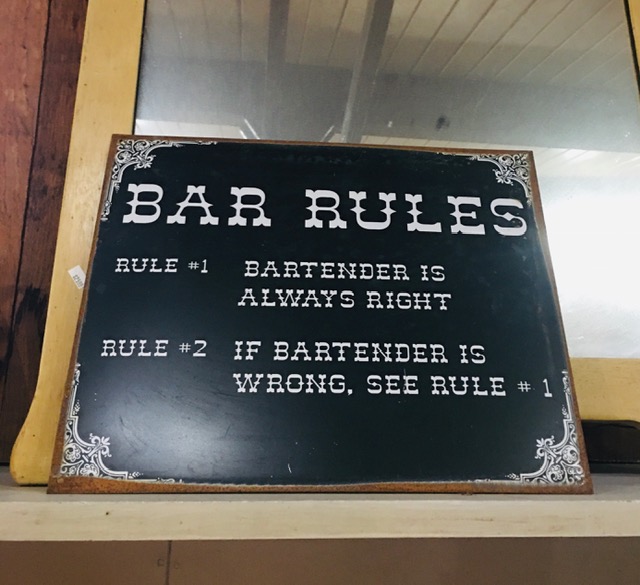 BAR RULES
RULE #1 BARTENDER IS
ALWAYS RIGHT
RULE #2 IF BARTENDER IS
WRONG, SEE RULE # 1